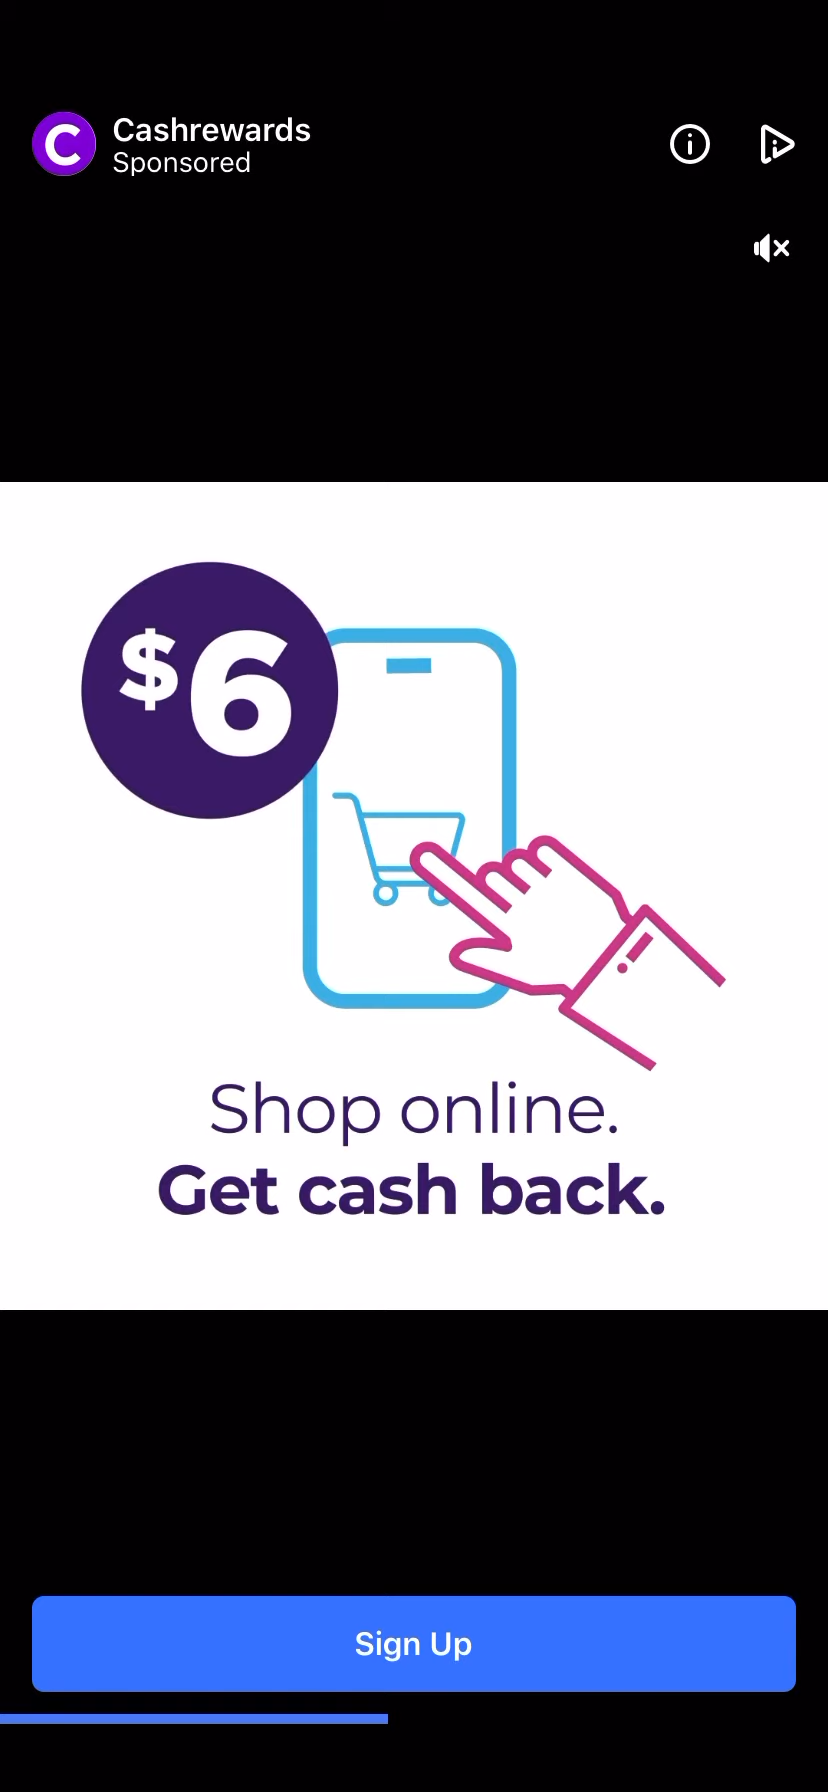 Cashrewards
Sponsored
$6
Shop online.
Get cash back.
Sign Up